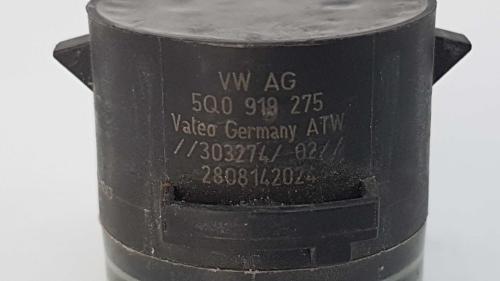 VW AG
5Q0 919 275
Valeo Germany ATW
//303274/ 02//
2808142024